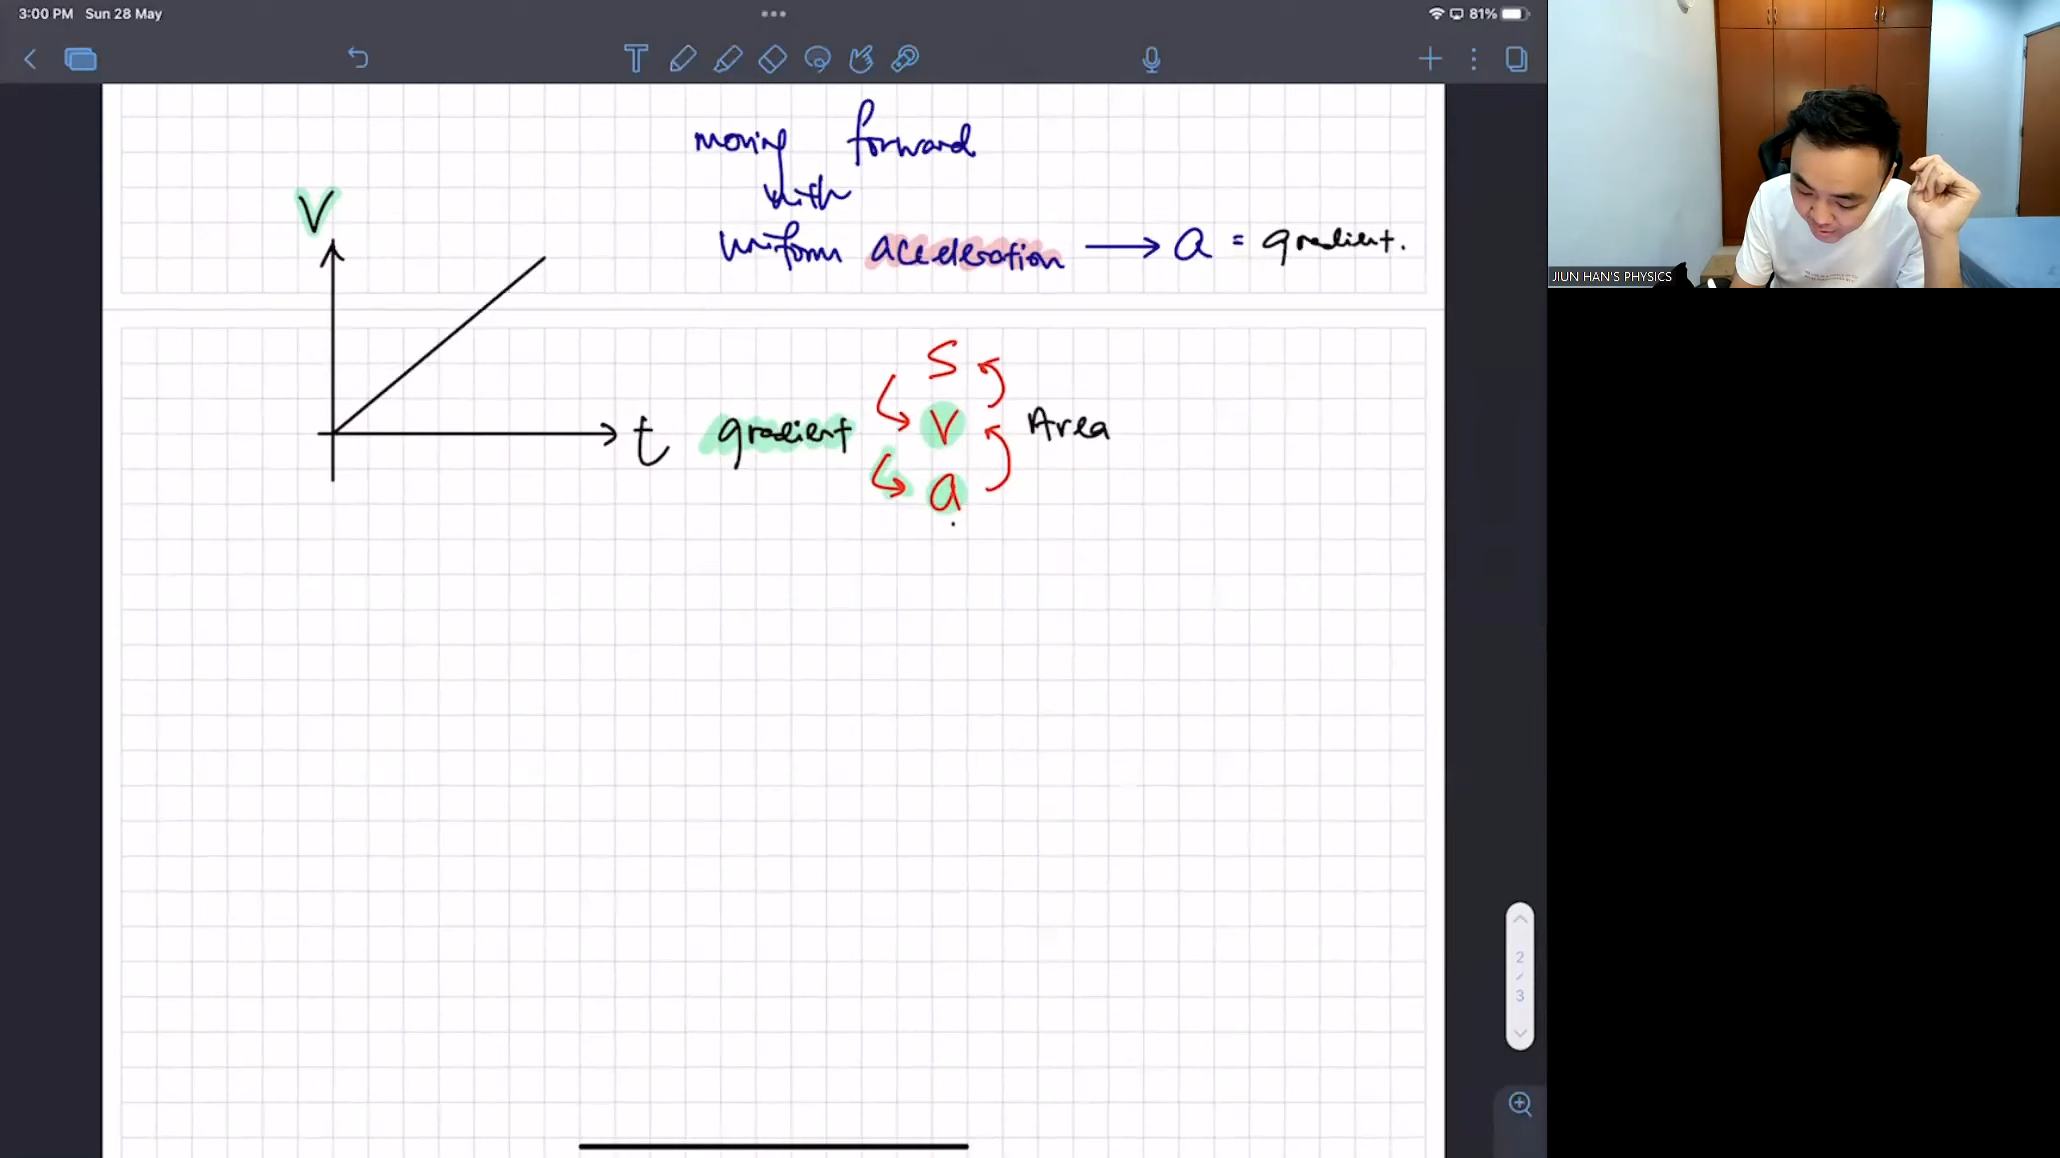 3:00 PM Sun 28 May
81%
T
moving forward
with
uniform acceleration → a = gradient.
V
t
gradient
S
V
a
Area
JIUN HAN'S PHYSICS
2
/
3